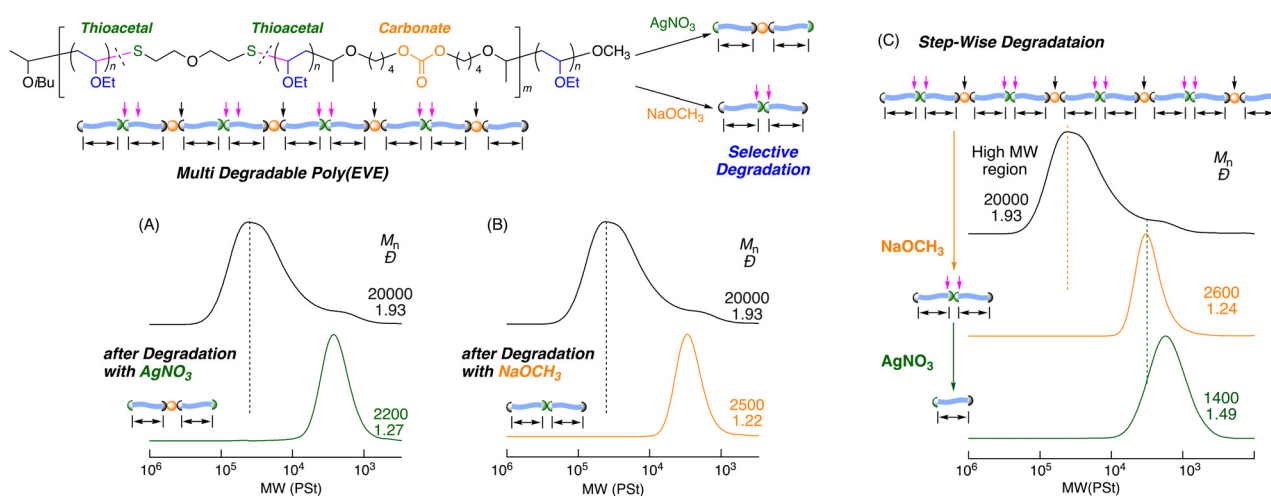 Thioacetal
Thioacetal
Carbonate
S
O
S
O
O
O
O
O
O
OiBu
OEt
OEt
OEt
OCH3
n
n
4
4
m
n
AgNO3
NaOCH3
Multi Degradable Poly(EVE)
Selective
Degradation
(A)
Mn
Đ
20000
1.93
after Degradation
with AgNO3
2200
1.27
10^6
10^5
10^4
10^3
MW (PSt)
(B)
Mn
Đ
20000
1.93
after Degradation
with NaOCH3
2500
1.22
10^6
10^5
10^4
10^3
MW (PSt)
(C)
Step-Wise Degradataion
High MW
region
20000
1.93
Mn
Đ
NaOCH3
2600
1.24
AgNO3
1400
1.49
10^6
10^5
10^4
10^3
MW(PSt)